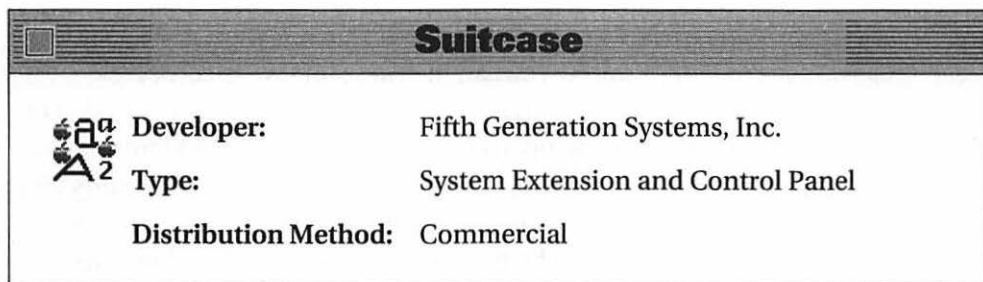 Suitcase
Developer: Fifth Generation Systems, Inc.
Type: System Extension and Control Panel
Distribution Method: Commercial